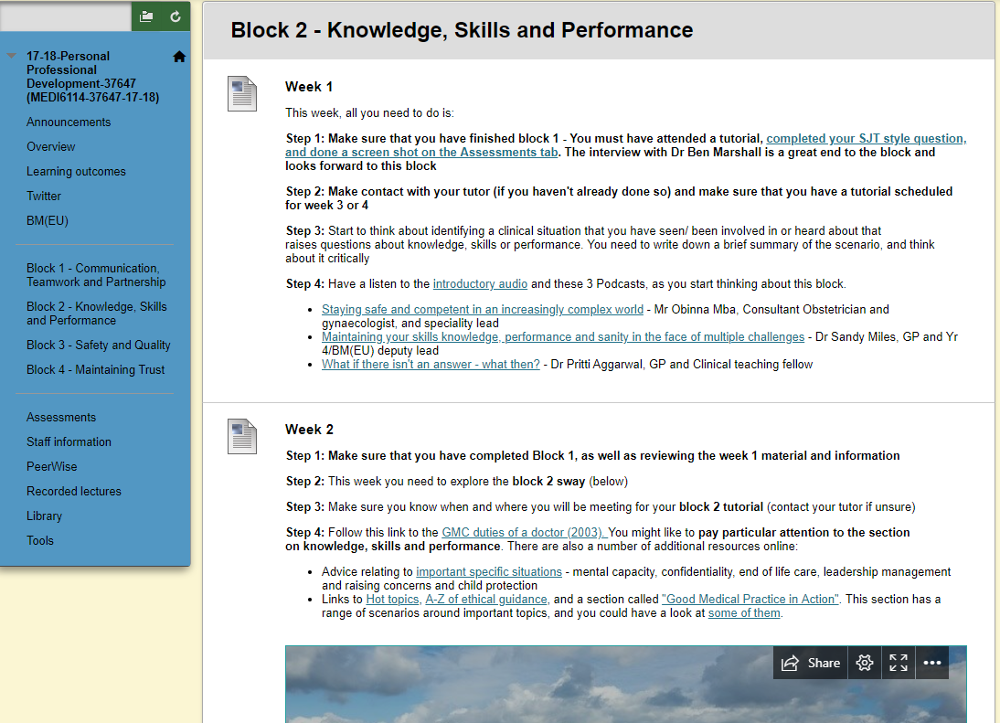 17-18-Personal
Professional
Development-37647
(MEDI6114-37647-17-18)
Announcements
Overview
Learning outcomes
Twitter
BM(EU)
Block 1 - Communication,
Teamwork and Partnership
Block 2 - Knowledge, Skills
and Performance
Block 3 - Safety and Quality
Block 4 - Maintaining Trust
Assessments
Staff information
PeerWise
Recorded lectures
Library
Tools
Block 2 - Knowledge, Skills and Performance
Week 1
This week, all you need to do is:
Step 1: Make sure that you have finished block 1 - You must have attended a tutorial, completed your SJT style question,
and done a screen shot on the Assessments tab. The interview with Dr Ben Marshall is a great end to the block and
looks forward to this block
Step 2: Make contact with your tutor (if you haven't already done so) and make sure that you have a tutorial scheduled
for week 3 or 4
Step 3: Start to think about identifying a clinical situation that you have seen/ been involved in or heard about that
raises questions about knowledge, skills or performance. You need to write down a brief summary of the scenario, and think
about it critically
Step 4: Have a listen to the introductory audio and these 3 Podcasts, as you start thinking about this block.
• Staying safe and competent in an increasingly complex world - Mr Obinna Mba, Consultant Obstetrician and
gynaecologist, and speciality lead
• Maintaining your skills knowledge, performance and sanity in the face of multiple challenges - Dr Sandy Miles, GP and Yr
4/BM(EU) deputy lead
• What if there isn't an answer - what then? - Dr Pritti Aggarwal, GP and Clinical teaching fellow
Week 2
Step 1: Make sure that you have completed Block 1, as well as reviewing the week 1 material and information
Step 2: This week you need to explore the block 2 sway (below)
Step 3: Make sure you know when and where you will be meeting for your block 2 tutorial (contact your tutor if unsure)
Step 4: Follow this link to the GMC duties of a doctor (2003). You might like to pay particular attention to the section
on knowledge, skills and performance. There are also a number of additional resources online:
• Advice relating to important specific situations - mental capacity, confidentiality, end of life care, leadership management
and raising concerns and child protection
• Links to Hot topics, A-Z of ethical guidance, and a section called "Good Medical Practice in Action". This section has a
range of scenarios around important topics, and you could have a look at some of them.
Share